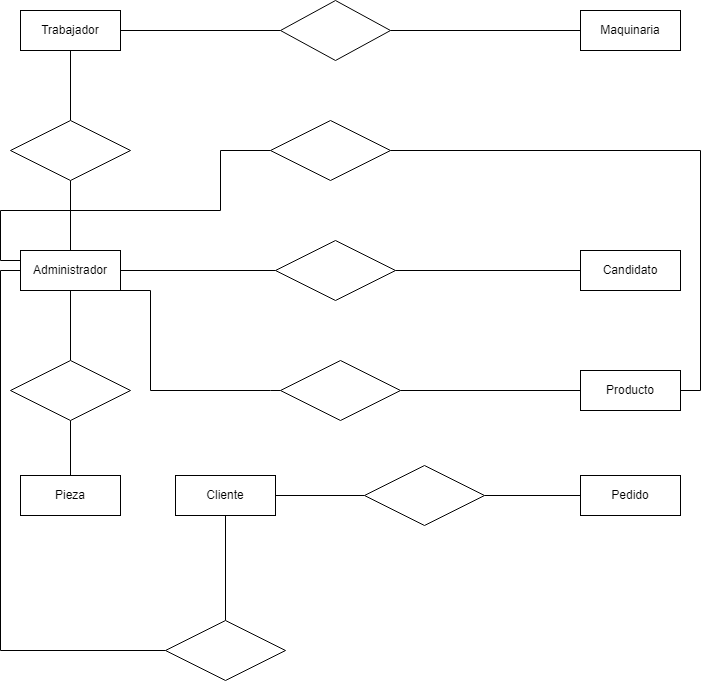 Trabajador
Maquinaria
Administrador
Candidato
Producto
Pieza
Cliente
Pedido